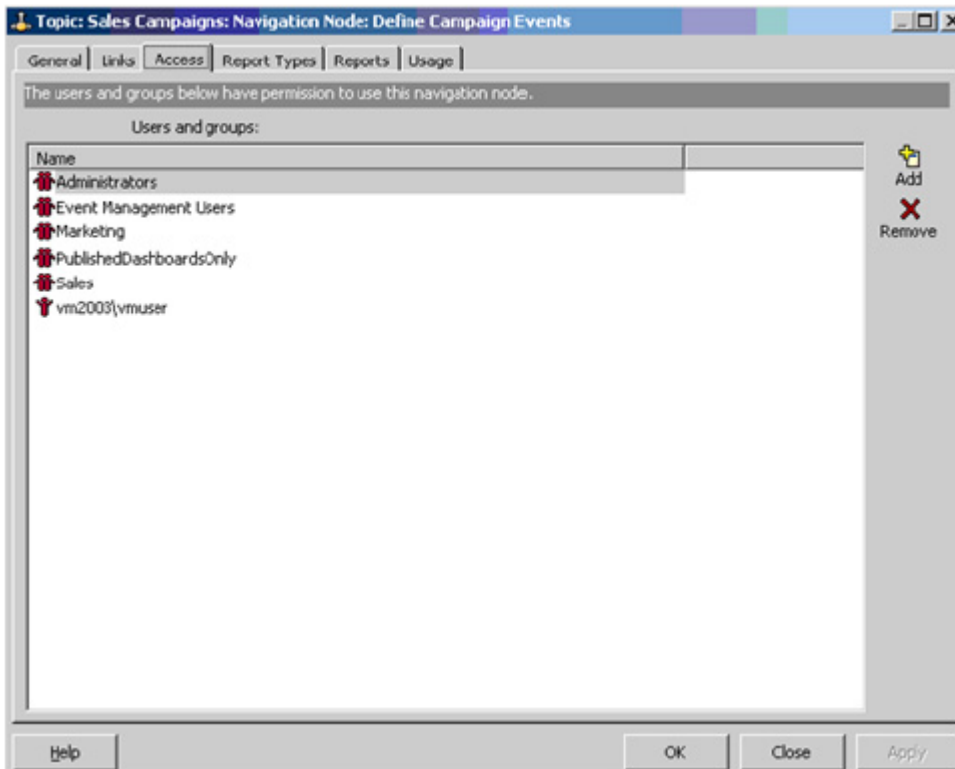 Topic: Sales Campaigns: Navigation Node: Define Campaign Events
General Links Access Report Types Reports Usage
The users and groups below have permission to use this navigation node.
Users and groups:
Name
Administrators
Event Management Users
Marketing
PublishedDashboardsOnly
Sales
vm2003\vmuser
Add
Remove
Help OK Close Apply